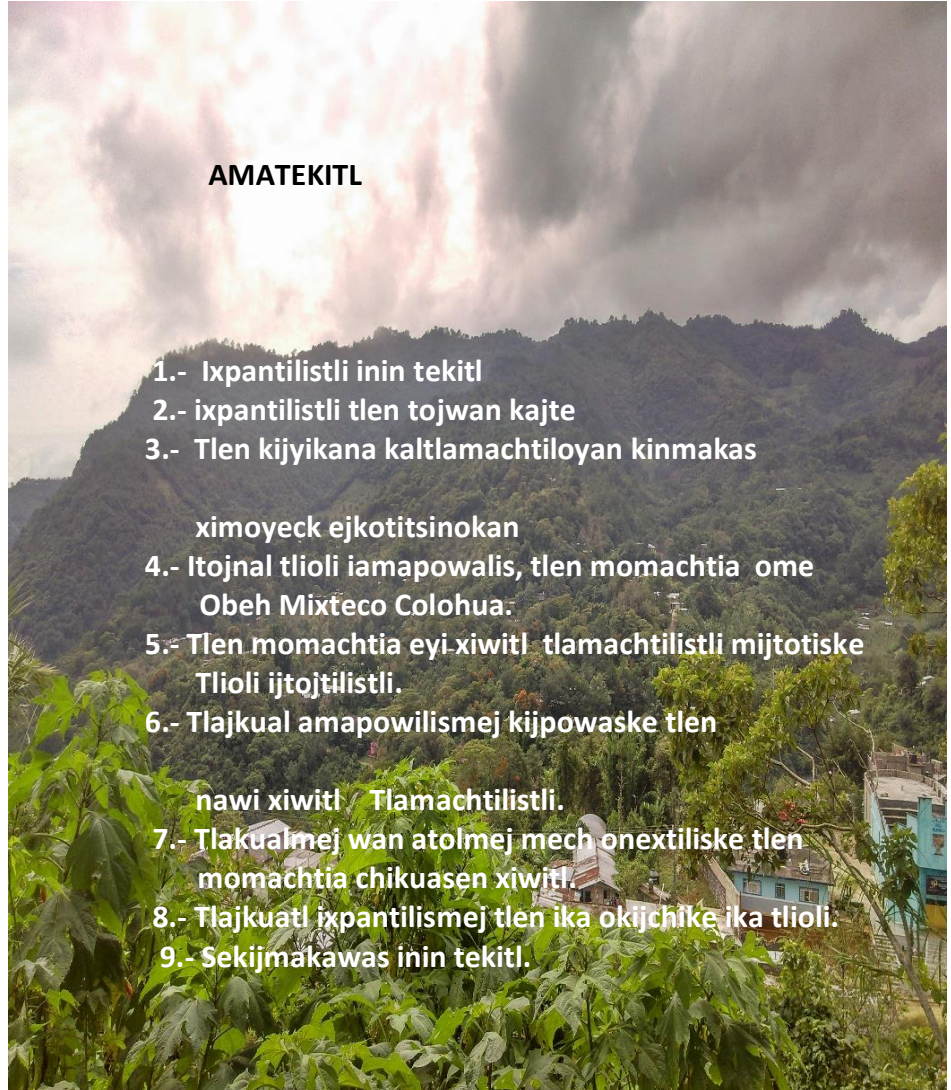 AMATEKITL
1.- Ixpantilistli inin tekitl
2.- ixpantilistli tlen tojwan kajte
3.- Tlen kijyikana kaltlamachtiloyan kinmakas
ximoyeck ejkotitsinokan
4.- Itojnal tlioli iamapowalis, tlen momachtia ome
Obeh Mixteco Colohua.
5.- Tlen momachtia eyi xiwitl tlamachtilistli mijtotiske
Tlioli ijtojtilistli.
6.- Tlajkual amapowilismej kijpowaske tlen
nawi xiwitl Tlamachtilistli.
7.- Tlakualmej wan atolmej mech onextiliske tlen
momachtia chikuasen xiwitl.
8.- Tlajkuatl ixpantilismej tlen ika okijchike ika tlioli.
9.- Sekijmakawas inin tekitl.